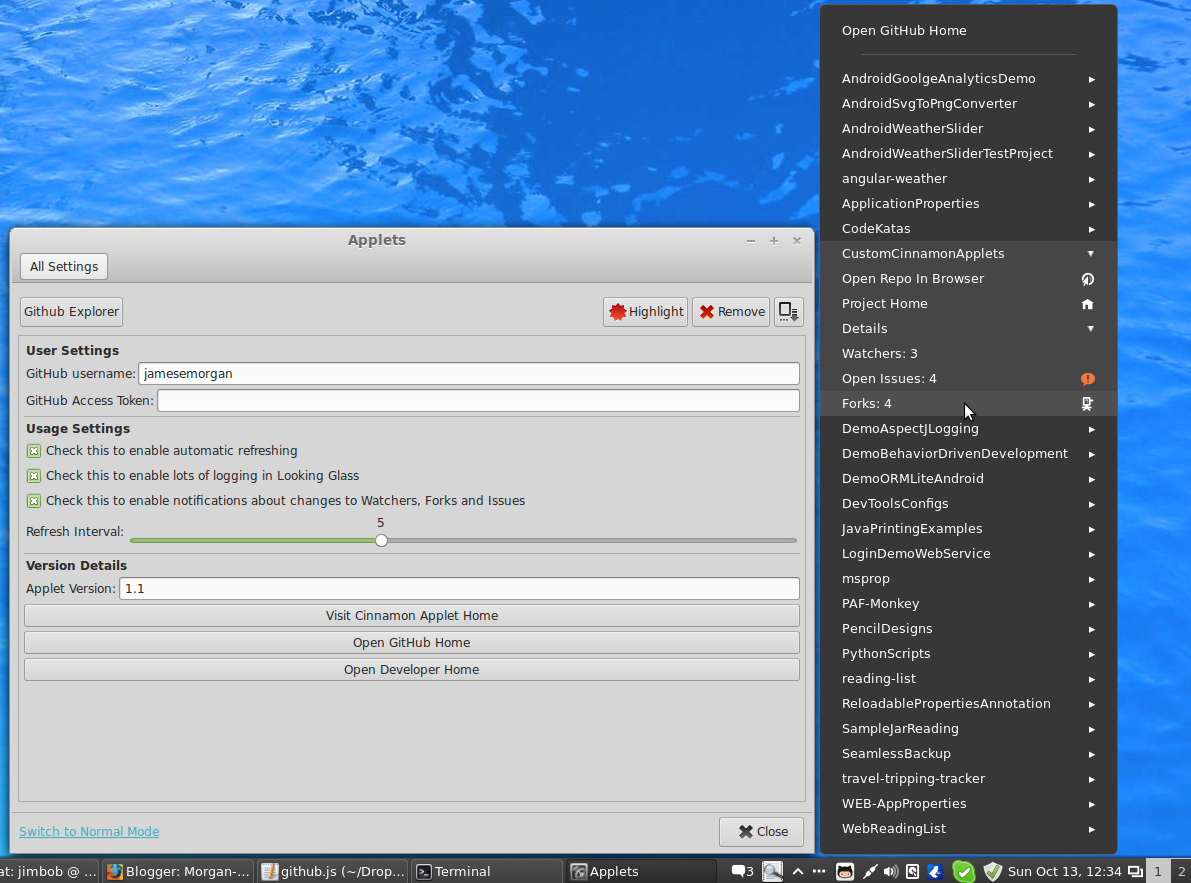 Applets
All Settings
Github Explorer
Highlight
Remove
User Settings
GitHub username: jamesemorgan
GitHub Access Token:
Usage Settings
Check this to enable automatic refreshing
Check this to enable lots of logging in Looking Glass
Check this to enable notifications about changes to Watchers, Forks and Issues
5
Refresh Interval:
Version Details
Applet Version: 1.1
Visit Cinnamon Applet Home
Open GitHub Home
Open Developer Home
Switch to Normal Mode
Close
Open GitHub Home
AndroidGoolgeAnalyticsDemo
AndroidSvgToPngConverter
AndroidWeatherSlider
AndroidWeatherSliderTestProject
angular-weather
ApplicationProperties
CodeKatas
CustomCinnamonApplets
Open Repo In Browser
Project Home
Details
Watchers: 3
Open Issues: 4
Forks: 4
DemoAspectJLogging
DemoBehaviorDrivenDevelopment
DemoORMLiteAndroid
DevToolsConfigs
JavaPrintingExamples
LoginDemoWebService
msprop
PAF-Monkey
PencilDesigns
PythonScripts
reading-list
ReloadablePropertiesAnnotation
SampleJarReading
SeamlessBackup
travel-tripping-tracker
WEB-AppProperties
WebReadingList
at: jimbob @ ...
Blogger: Morgan-...
github.js (~/Drop...
Terminal
Applets
3
Sun Oct 13, 12:34
1
2